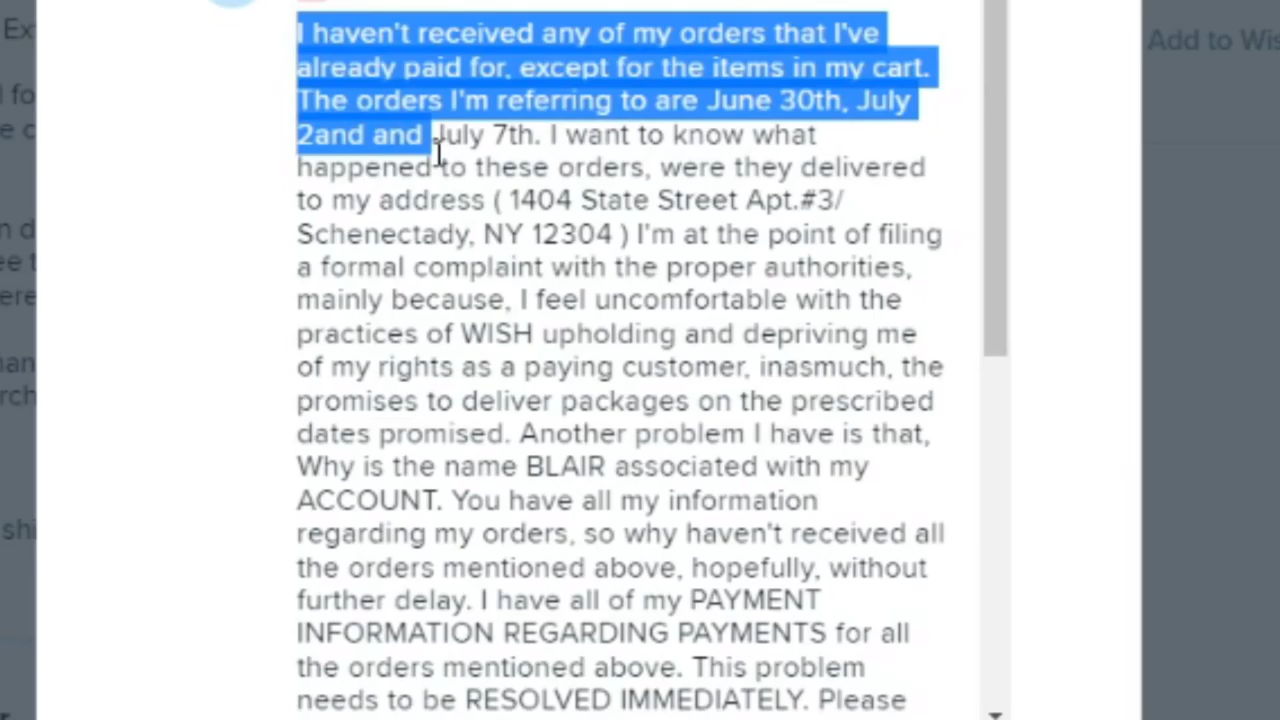 I haven't received any of my orders that I've
already paid for, except for the items in my cart.
The orders I'm referring to are June 30th, July
2and and July 7th. I want to know what
happened to these orders, were they delivered
to my address ( 1404 State Street Apt.#3/
Schenectady, NY 12304 ) I'm at the point of filing
a formal complaint with the proper authorities,
mainly because, I feel uncomfortable with the
practices of WISH upholding and depriving me
of my rights as a paying customer, inasmuch, the
promises to deliver packages on the prescribed
dates promised. Another problem I have is that,
Why is the name BLAIR associated with my
ACCOUNT. You have all my information
regarding my orders, so why haven't received all
the orders mentioned above, hopefully, without
further delay. I have all of my PAYMENT
INFORMATION REGARDING PAYMENTS for all
the orders mentioned above. This problem
needs to be RESOLVED IMMEDIATELY. Please
Add to Wis